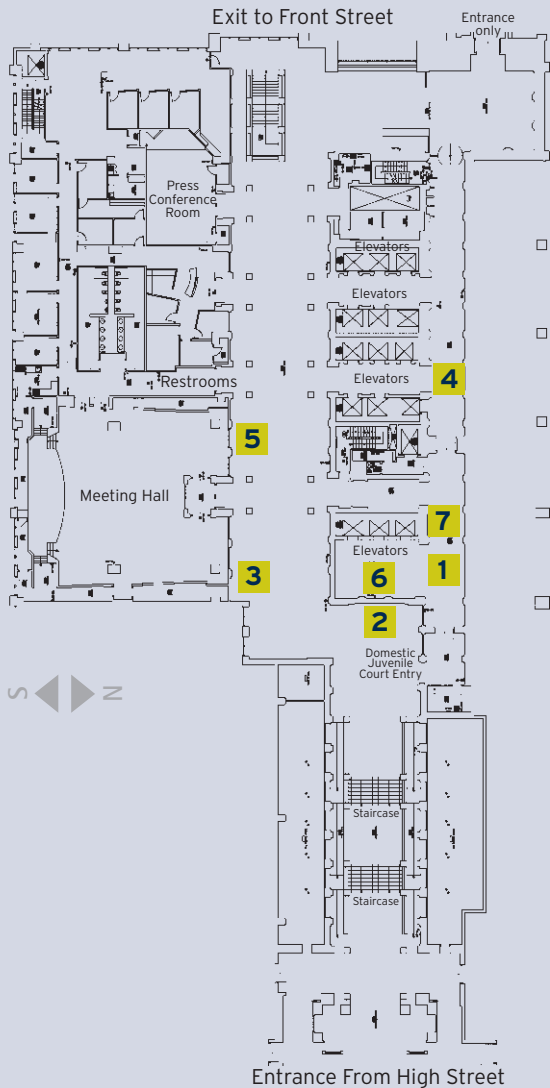 Exit to Front Street
Entrance
only
Press
Conference
Room
Elevators
Elevators
Restrooms
Elevators
4
5
Meeting Hall
7
Elevators
3
6
1
2
Domestic
Juvenile
Court Entry
S
N
Staircase
Staircase
Entrance From High Street